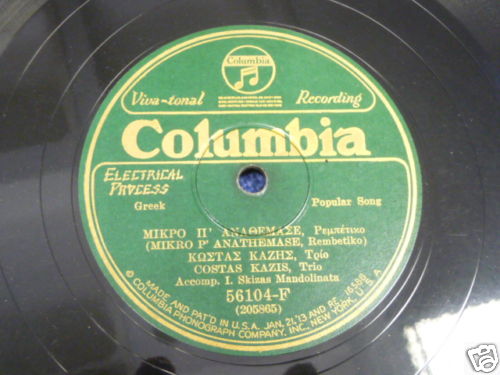 Columbia
Viva-tonal Recording
Columbia
ELECTRICAL PROCESS
Greek Popular Song
ΜΙΚΡΟ Π' ΑΝΑΘΕΜΑΣΕ, Ρεμπέτικο
(MIKRO P' ANATHEMASE, Rembetiko)
ΚΩΣΤΑΣ ΚΑΖΗΣ, Τρίο
COSTAS KAZIS, Trio
Accomp. I. Skizas Mandolinata
56104-F
(205865)
MADE AND PAT'D IN U.S.A. JAN. 21,'13 AND RE. 16588
© COLUMBIA PHONOGRAPH COMPANY, INC., NEW YORK, U.S.A.
ebY